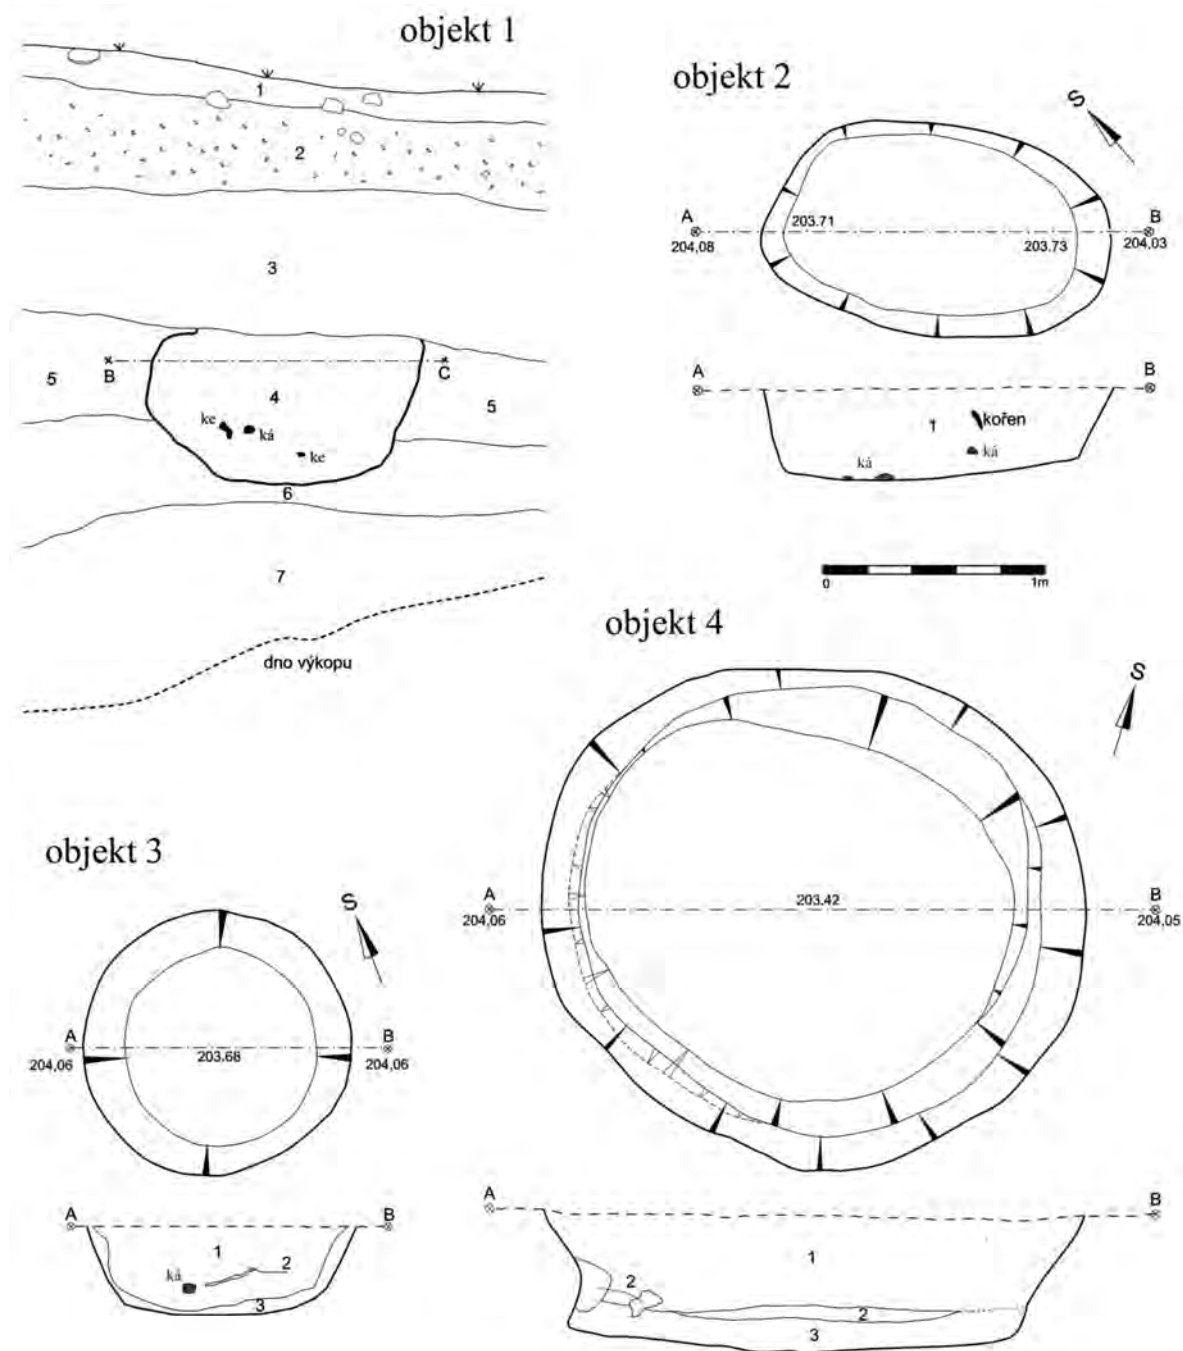 objekt 1
1
2
3
B
C
5
4
5
ke
ká
ke
6
7
dno výkopu
objekt 2
S
A
B
203.71
203.73
204,08
204,03
A
B
1
kořen
ká
ká
0
1m
objekt 4
S
A
B
203.42
204,06
204,05
A
B
1
2
2
3
objekt 3
S
A
B
204,06
203.68
204,06
A
B
1
2
ká
3